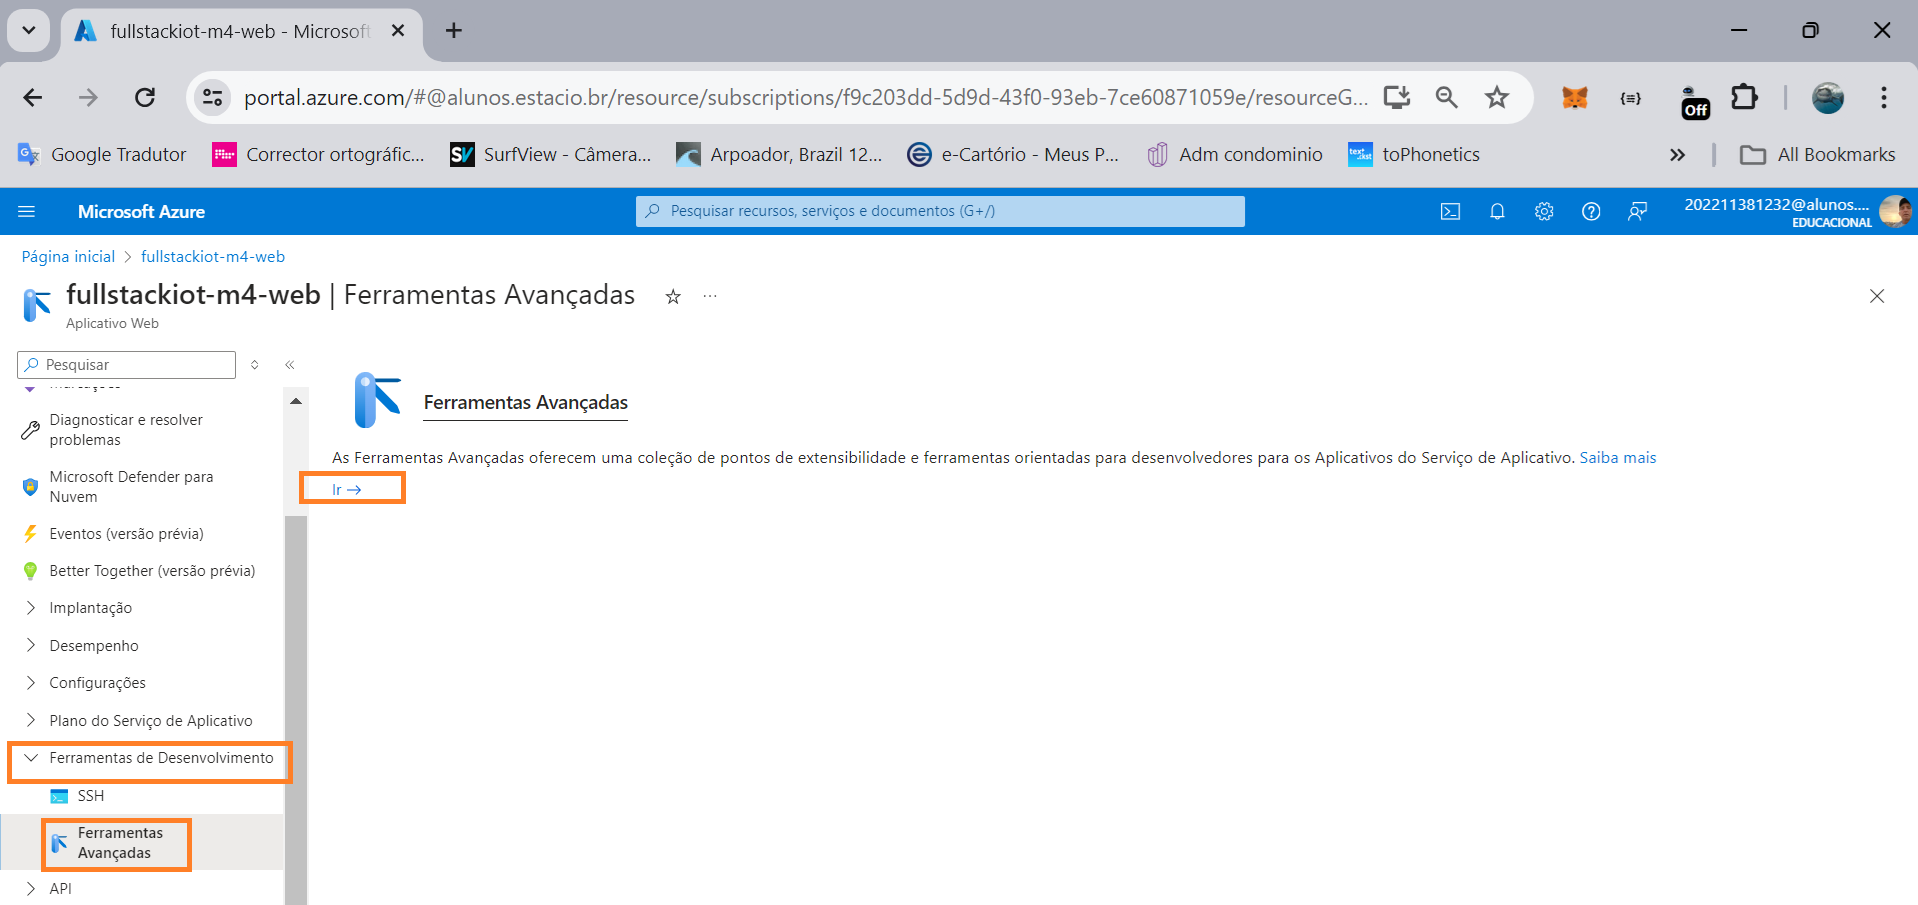 fullstackiot-m4-web - Microsoft
portal.azure.com/#@alunos.estacio.br/resource/subscriptions/f9c203dd-5d9d-43f0-93eb-7ce60871059e/resourceG...
Off
Google Tradutor
Corrector ortográfic...
SurfView - Câmera...
Arpoador, Brazil 12...
e-Cartório - Meus P...
Adm condominio
toPhonetics
All Bookmarks
Microsoft Azure
Pesquisar recursos, serviços e documentos (G+/)
202211381232@alunos....
EDUCACIONAL
Página inicial > fullstackiot-m4-web
fullstackiot-m4-web | Ferramentas Avançadas
Aplicativo Web
Pesquisar
Marcações
Diagnosticar e resolver
problemas
Microsoft Defender para
Nuvem
Eventos (versão prévia)
Better Together (versão prévia)
Implantação
Desempenho
Configurações
Plano do Serviço de Aplicativo
Ferramentas de Desenvolvimento
SSH
Ferramentas
Avançadas
API
Ferramentas Avançadas
As Ferramentas Avançadas oferecem uma coleção de pontos de extensibilidade e ferramentas orientadas para desenvolvedores para os Aplicativos do Serviço de Aplicativo. Saiba mais
Ir →